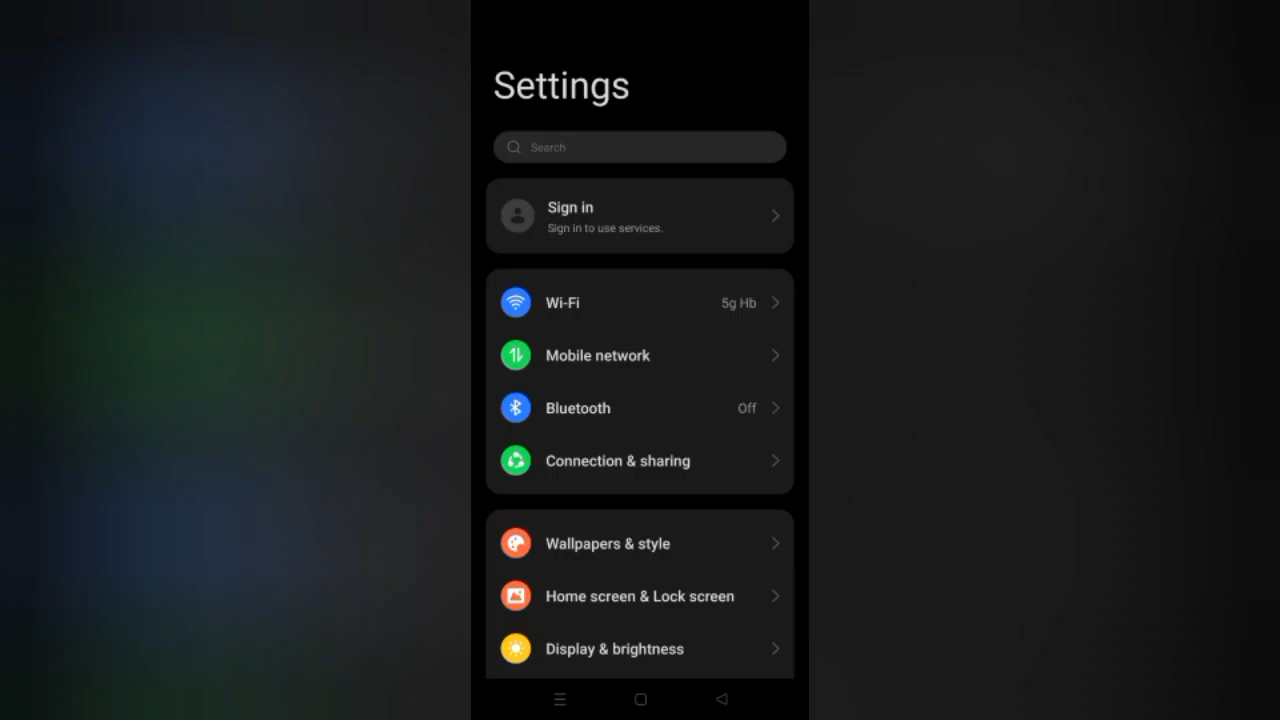 Settings
Search
Sign in
Sign in to use services.
Wi-Fi 5g Hb
Mobile network
Bluetooth Off
Connection & sharing
Wallpapers & style
Home screen & Lock screen
Display & brightness